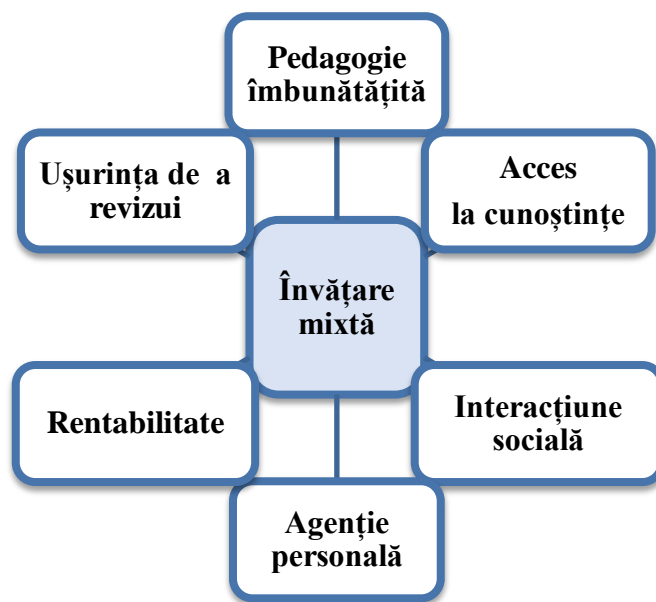 Pedagogie
îmbunătățită
Ușurința de a
revizui
Acces
la cunoștințe
Învățare
mixtă
Rentabilitate
Interacțiune
socială
Agenție
personală